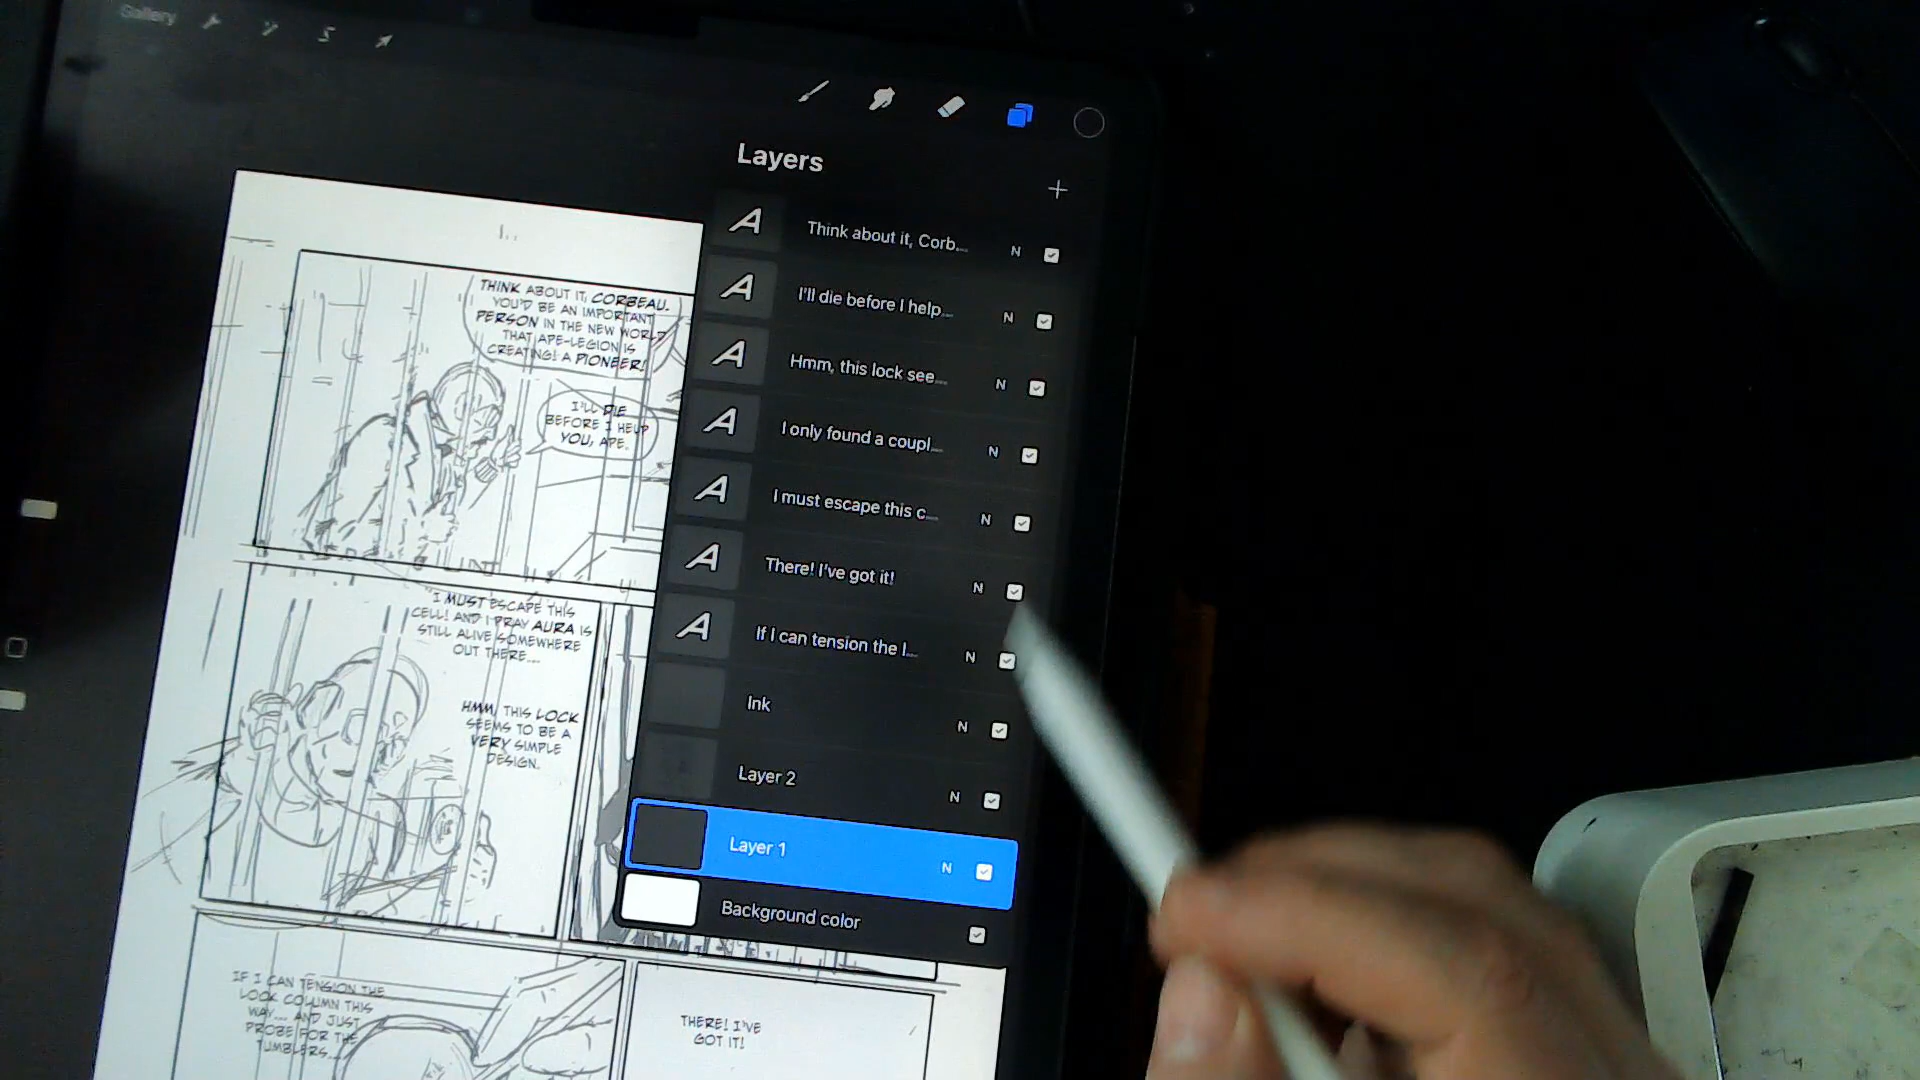 Gallery
Layers
Think about it, Corb...
N
I'll die before I help...
N
Hmm, this lock see...
N
I only found a coupl...
N
I must escape this c...
N
There! I've got it!
N
If I can tension the l...
N
Ink
N
Layer 2
N
Layer 1
N
Background color
THINK ABOUT IT, CORBEAU.
YOU'D BE AN IMPORTANT
PERSON IN THE NEW WORLD
THAT APE-LEGION IS
CREATING! A PIONEER!
I'LL DIE
BEFORE I HELP
YOU, APE.
I MUST ESCAPE THIS
CELL! AND I PRAY AURA IS
STILL ALIVE SOMEWHERE
OUT THERE...
HMM, THIS LOCK
SEEMS TO BE A
VERY SIMPLE
DESIGN.
IF I CAN TENSION THE
LOCK COLUMN THIS
WAY... AND JUST
PROBE FOR THE
TUMBLERS...
THERE! I'VE
GOT IT!